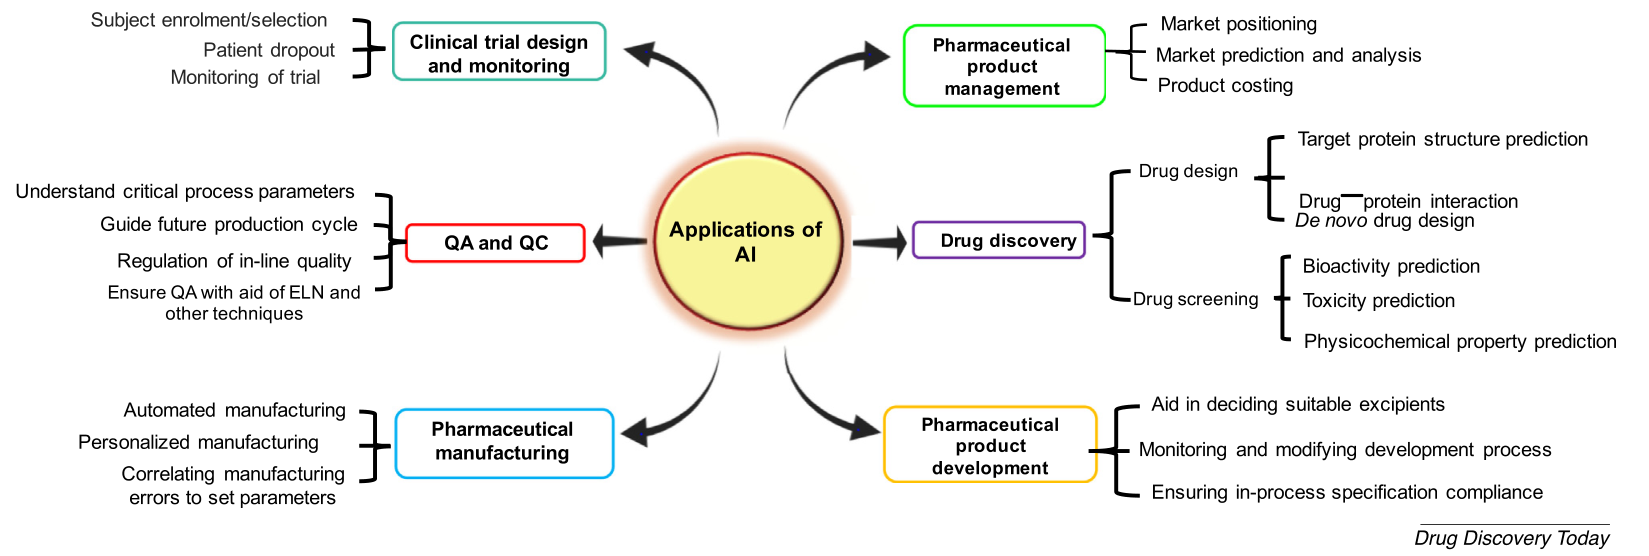 Subject enrolment/selection
Patient dropout
Monitoring of trial
Clinical trial design
and monitoring
Pharmaceutical
product
management
Market positioning
Market prediction and analysis
Product costing
Understand critical process parameters
Guide future production cycle
Regulation of in-line quality
Ensure QA with aid of ELN and
other techniques
QA and QC
Applications of
AI
Drug discovery
Drug design
Target protein structure prediction
Drug—protein interaction
De novo drug design
Drug screening
Bioactivity prediction
Toxicity prediction
Physicochemical property prediction
Automated manufacturing
Personalized manufacturing
Correlating manufacturing
errors to set parameters
Pharmaceutical
manufacturing
Pharmaceutical
product
development
Aid in deciding suitable excipients
Monitoring and modifying development process
Ensuring in-process specification compliance
Drug Discovery Today